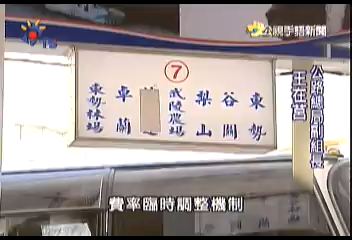 公視手語新聞
公路總局副組長
王在莒
7
東勢
谷關
梨山
武陵農場
卓蘭
東勢林場
費率臨時調整機制